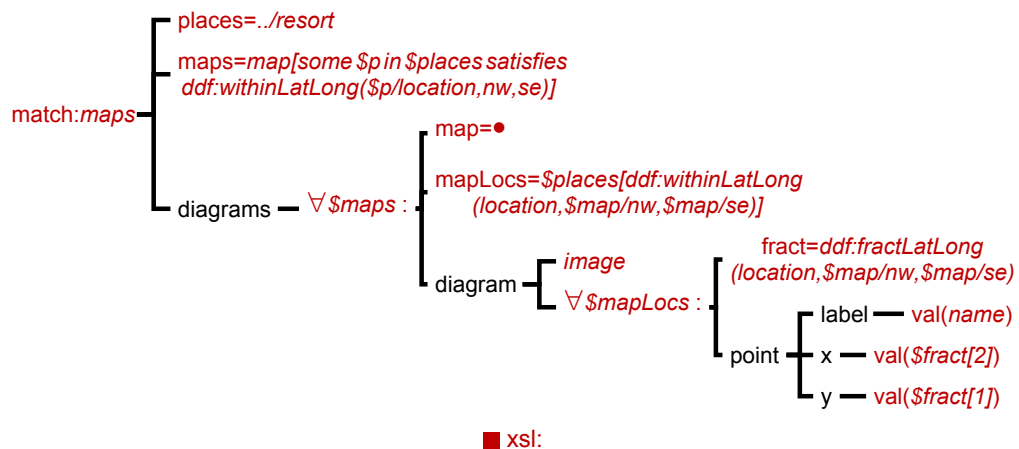 places=../resort
maps=map[some $p in $places satisfies
ddf:withinLatLong($p/location,nw,se)]
match:maps
map=●
mapLocs=$places[ddf:withinLatLong
(location,$map/nw,$map/se)]
diagrams
∀ $maps :
fract=ddf:fractLatLong
(location,$map/nw,$map/se)
image
diagram
∀ $mapLocs :
label
val(name)
point
x
val($fract[2])
y
val($fract[1])
xsl: